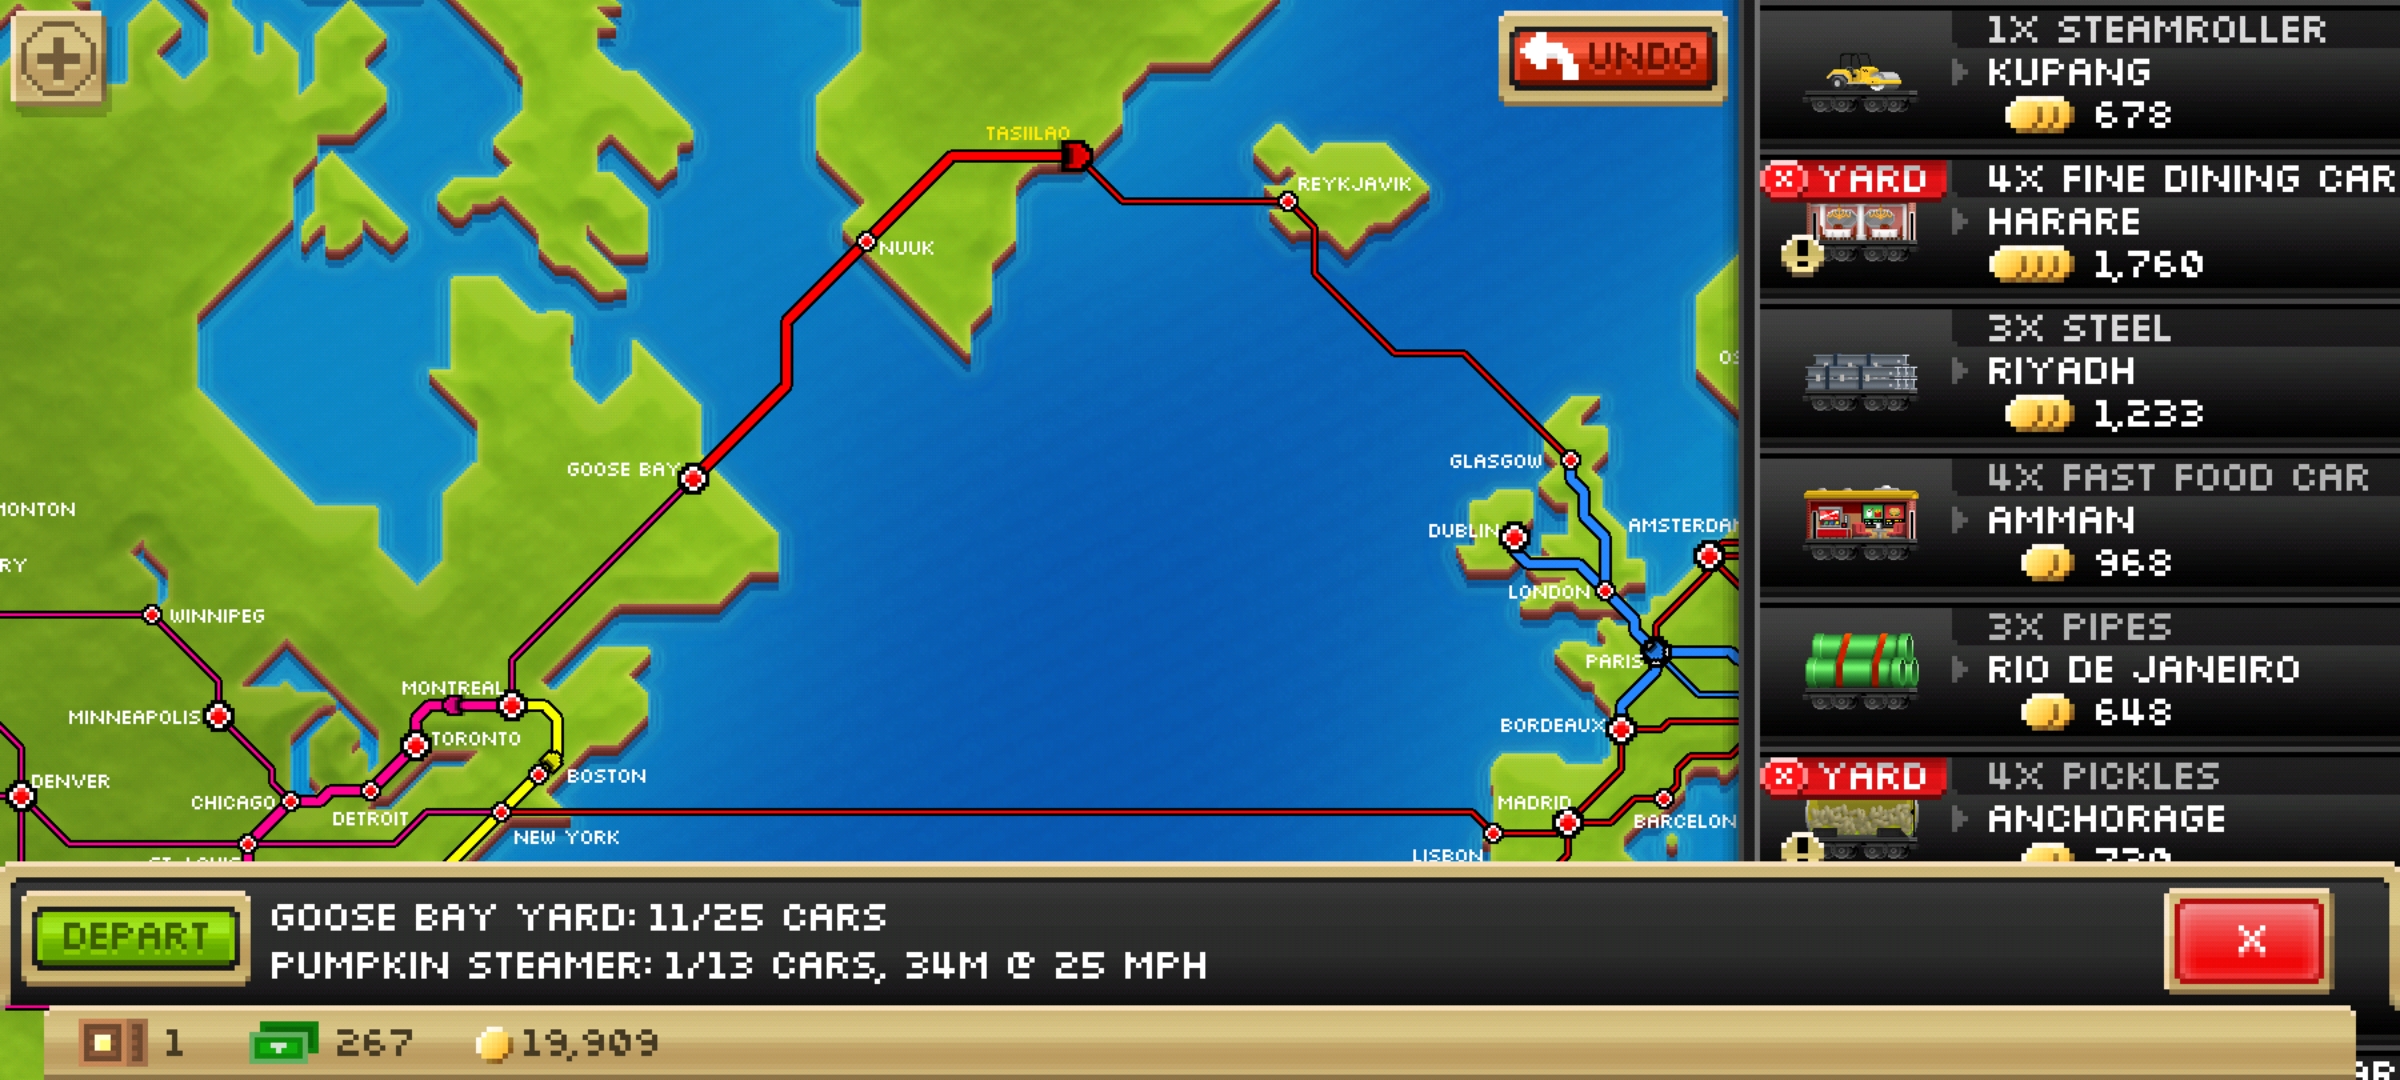 UNDO
TASIILAQ
REYKJAVIK
NUUK
GOOSE BAY
GLASGOW
DUBLIN
AMSTERDA
LONDON
MONTON
RY
WINNIPEG
MONTREAL
PARIS
MINNEAPOLIS
TORONTO
BORDEAUX
DENVER
BOSTON
CHICAGO
DETROIT
MADRID
BARCELON
NEW YORK
LISBON
ST. LOUIS
1X STEAMROLLER
KUPANG
678
YARD
4X FINE DINING CAR
HARARE
1,760
3X STEEL
RIYADH
1,233
4X FAST FOOD CAR
AMMAN
968
3X PIPES
RIO DE JANEIRO
648
YARD
4X PICKLES
ANCHORAGE
DEPART
GOOSE BAY YARD: 11/25 CARS
PUMPKIN STEAMER: 1/13 CARS, 34M @ 25 MPH
X
1
267
19,909